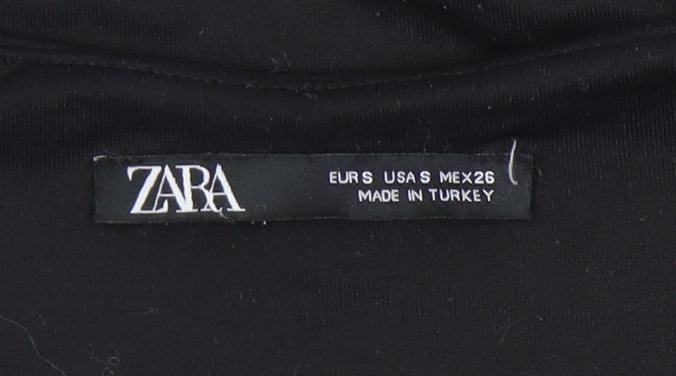 ZARA
EUR S USA S MEX 26
MADE IN TURKEY